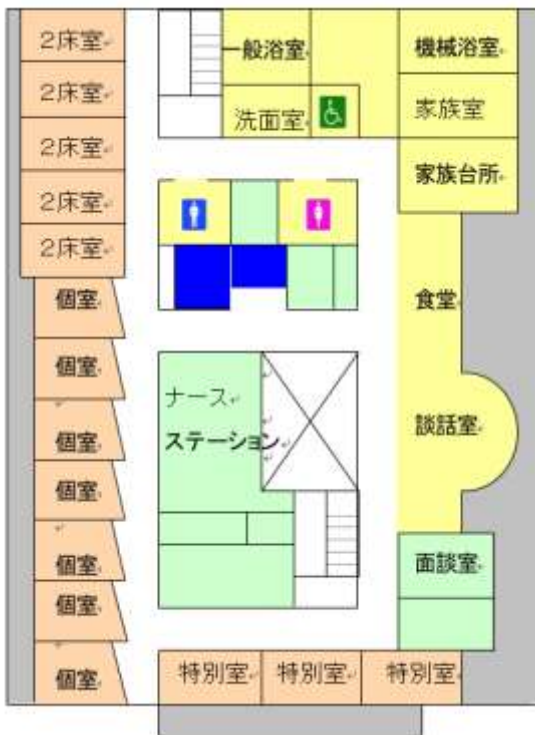 2床室
一般浴室
機械浴室
2床室
洗面室
家族室
2床室
家族台所
2床室
2床室
個室
食堂
個室
ナース
ステーション
個室
談話室
個室
個室
面談室
個室
個室
特別室
特別室
特別室